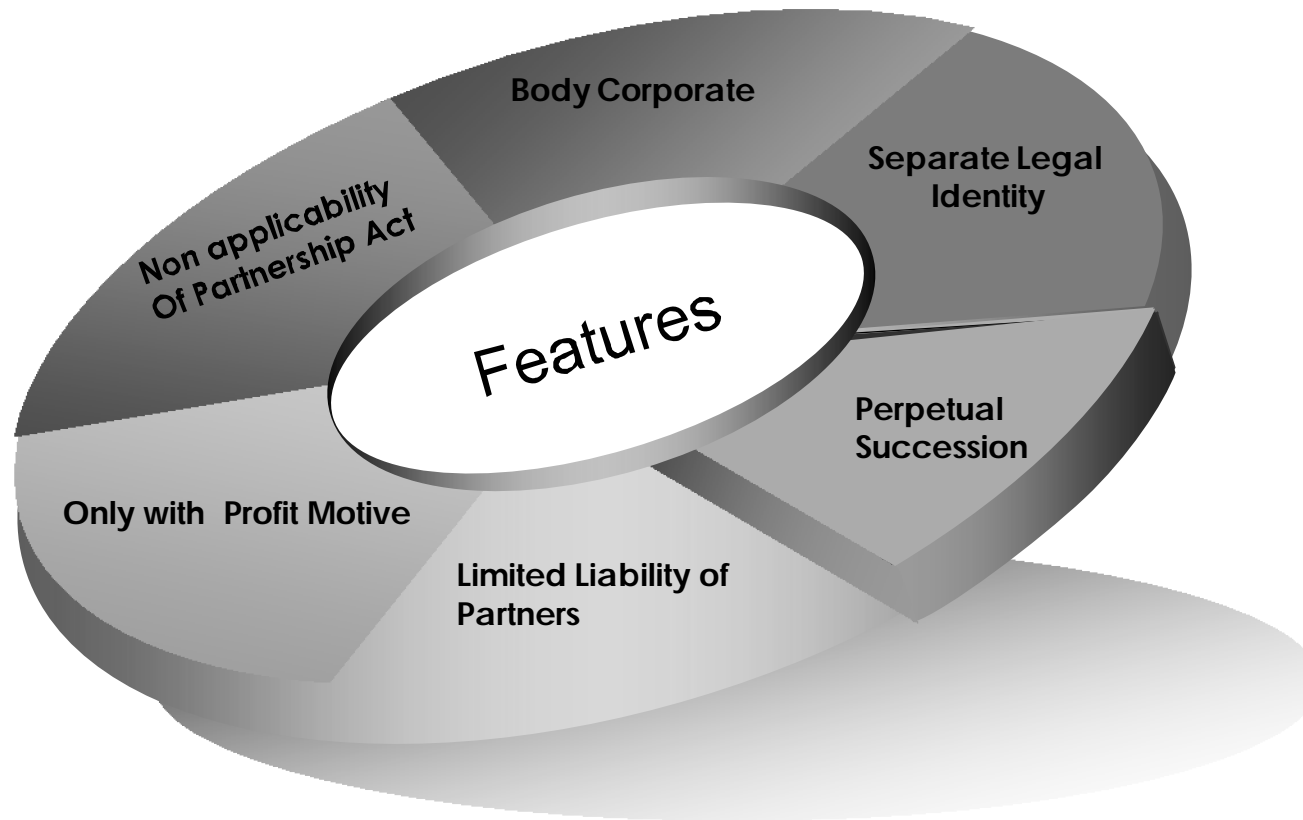 Body Corporate
Separate Legal
Identity
Non applicability
Of Partnership Act
Features
Perpetual
Succession
Only with  Profit Motive
Limited Liability of
Partners